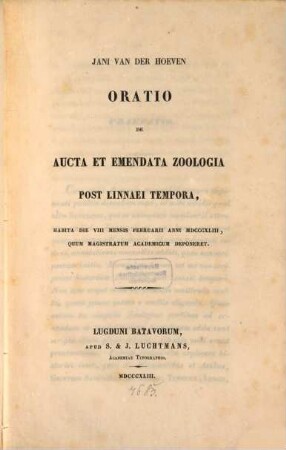 JANI VAN DER HOEVEN
ORATIO
DE
AUCTA ET EMENDATA ZOOLOGIA
POST LINNAEI TEMPORA,
HABITA DIE VIII MENSIS FEBRUARII ANNI MDCCCXLIII,
QUUM MAGISTRATUM ACADEMICUM DEPONERET.
LUGDUNI BATAVORUM,
APUD S. & J. LUCHTMANS,
ACADEMIAE TYPOGRAPHOS.
MDCCCXLIII.